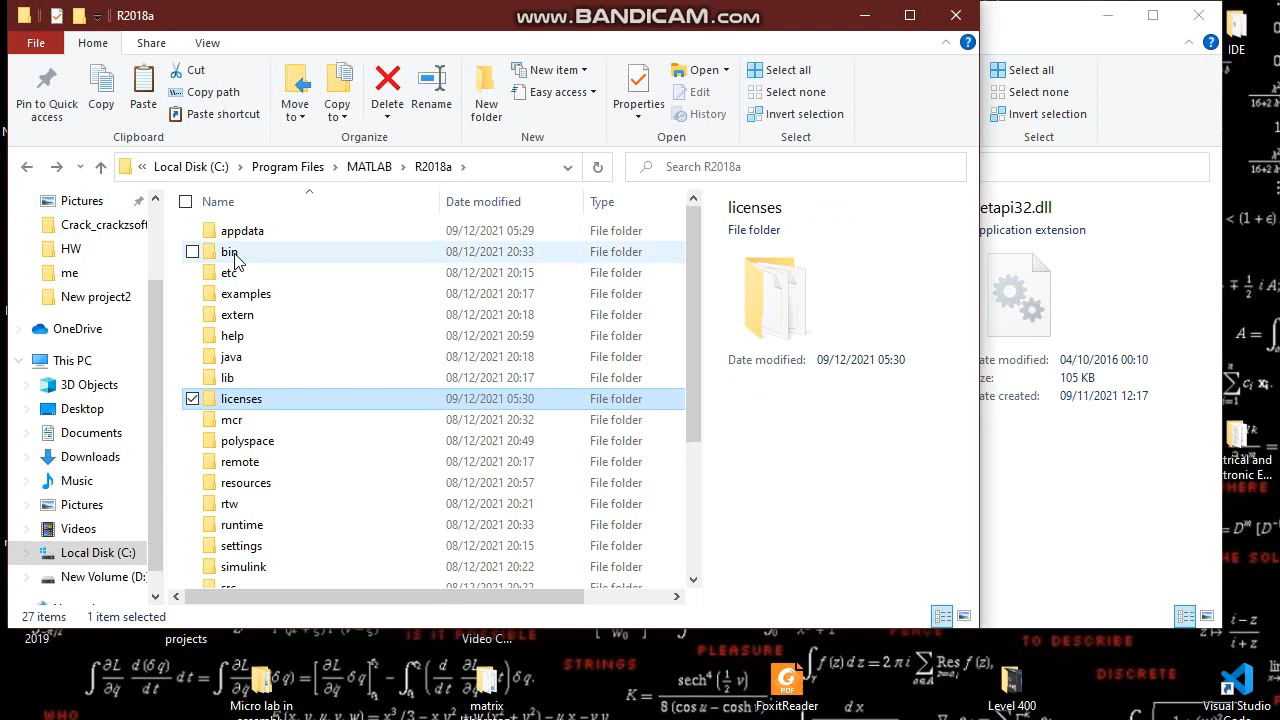 R2018a
www.BANDICAM.com
File Home Share View
Pin to Quick access
Copy
Paste
Cut
Copy path
Paste shortcut
Clipboard
Move to
Copy to
Delete
Rename
Organize
New folder
New item
Easy access
New
Properties
Open
Edit
History
Open
Select all
Select none
Invert selection
Select
Select all
Select none
Invert selection
Select
Local Disk (C:) Program Files MATLAB R2018a
Search R2018a
Pictures
Crack_crackzsoft
HW
me
New project2
OneDrive
This PC
3D Objects
Desktop
Documents
Downloads
Music
Pictures
Videos
Local Disk (C:)
New Volume (D:
Name Date modified Type
appdata 09/12/2021 05:29 File folder
bin 08/12/2021 20:33 File folder
etc 08/12/2021 20:15 File folder
examples 08/12/2021 20:17 File folder
extern 08/12/2021 20:18 File folder
help 08/12/2021 20:59 File folder
java 08/12/2021 20:18 File folder
lib 08/12/2021 20:17 File folder
licenses 09/12/2021 05:30 File folder
mcr 08/12/2021 20:32 File folder
polyspace 08/12/2021 20:49 File folder
remote 08/12/2021 20:17 File folder
resources 08/12/2021 20:07 File folder
rtw 08/12/2021 20:21 File folder
runtime 08/12/2021 20:33 File folder
settings 08/12/2021 20:15 File folder
simulink 08/12/2021 20:22 File folder
licenses
File folder
Date modified: 09/12/2021 05:30
etapi32.dll
pplication extension
ate modified: 04/10/2016 00:10
ze: 105 KB
ate created: 09/11/2021 12:17
27 items 1 item selected
IDE
trical and
tronic E...
2019
projects
Video C...
Micro lab in
matrix
FoxitReader
Level 400
Visual Studio
PLEASURE
STRINGS
TO DESCRIBE
DISCRETE
WHO